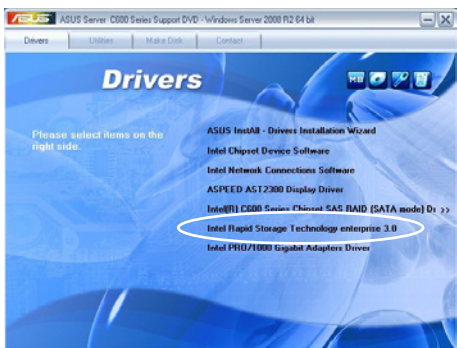 ASUS ASUS Server C600 Series Support DVD - Windows Server 2008 R2 64 bit
Drivers Utilities Make Disk Contact
Drivers
Please select items on the right side.
ASUS InstAll - Drivers Installation Wizard
Intel Chipset Device Software
Intel Network Connections Software
ASPEED AST2300 Display Driver
Intel(R) C600 Series Chipset SAS RAID (SATA mode) Dr >>
Intel Rapid Storage Technology enterprise 3.0
Intel PRO/1000 Gigabit Adapters Driver